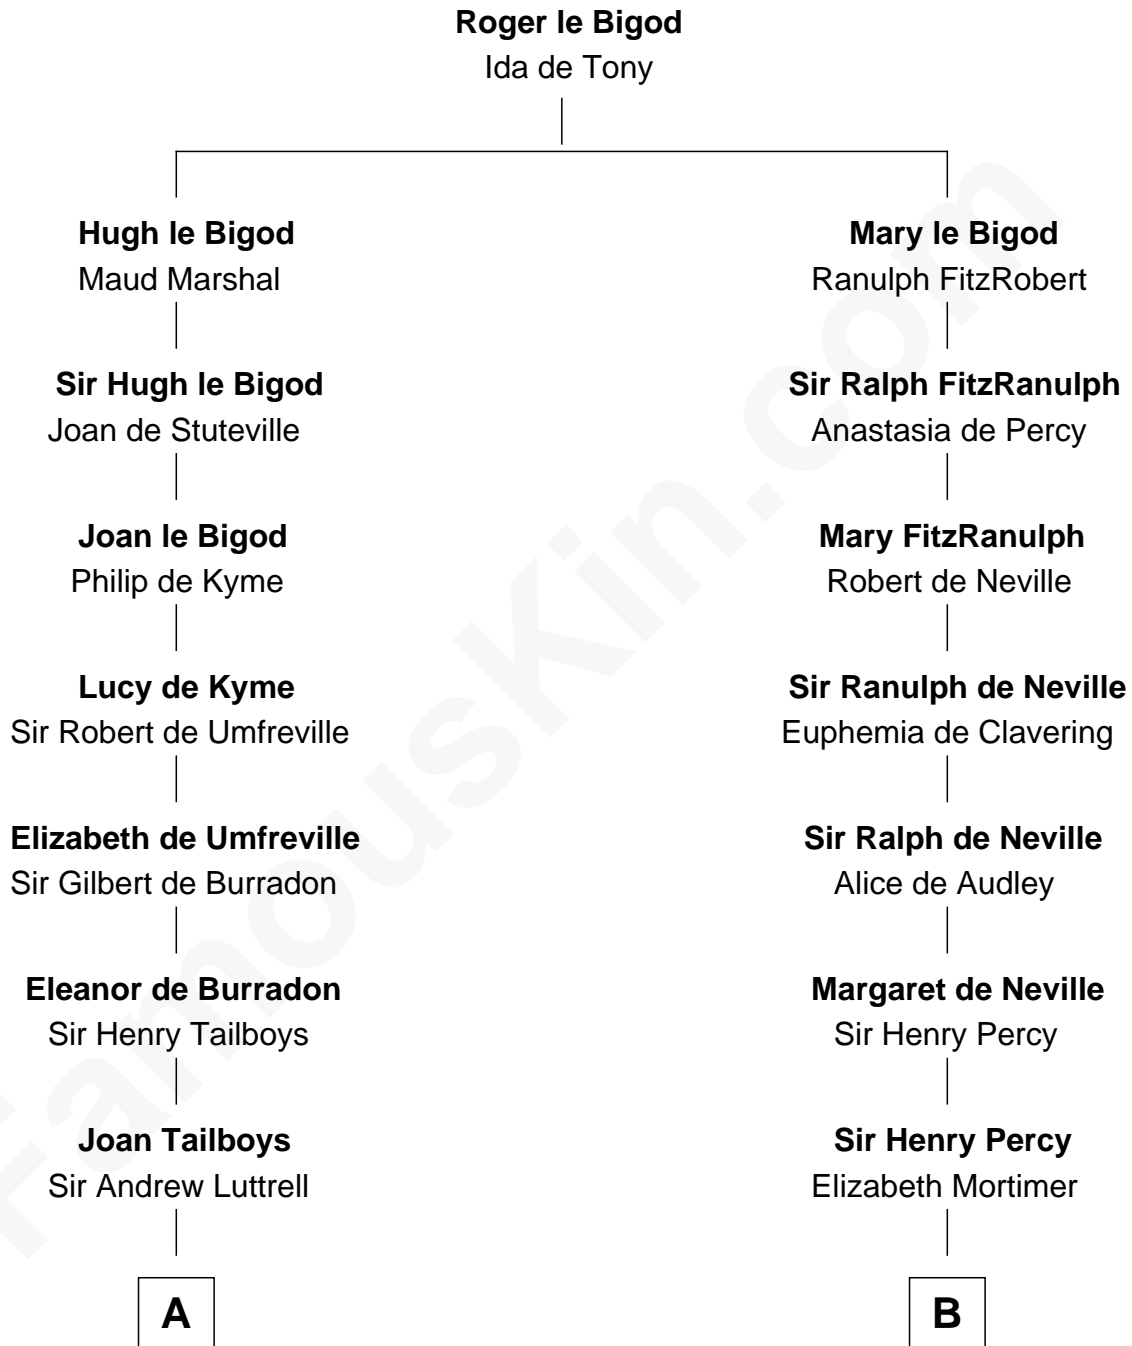 Roger le Bigod
Ida de Tony
Hugh le Bigod
Maud Marshal
Mary le Bigod
Ranulph FitzRobert
Sir Hugh le Bigod
Joan de Stuteville
Sir Ralph FitzRanulph
Anastasia de Percy
Joan le Bigod
Philip de Kyme
Mary FitzRanulph
Robert de Neville
Lucy de Kyme
Sir Robert de Umfreville
Sir Ranulph de Neville
Euphemia de Clavering
Elizabeth de Umfreville
Sir Gilbert de Burradon
Sir Ralph de Neville
Alice de Audley
Eleanor de Burradon
Sir Henry Tailboys
Margaret de Neville
Sir Henry Percy
Joan Tailboys
Sir Andrew Luttrell
Sir Henry Percy
Elizabeth Mortimer
A
B
FamousKin.com